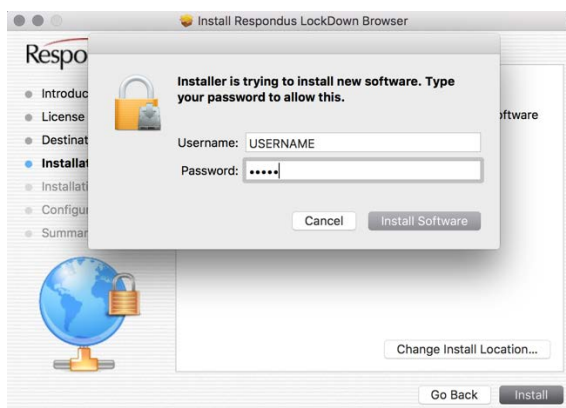 Install Respondus LockDown Browser
Respo
Installer is trying to install new software. Type
your password to allow this.
Username: USERNAME
Password: •••••
Cancel
Install Software
Introduc
License
Destinat
Installat
Installati
Configur
Summar
ftware
Change Install Location...
Go Back
Install